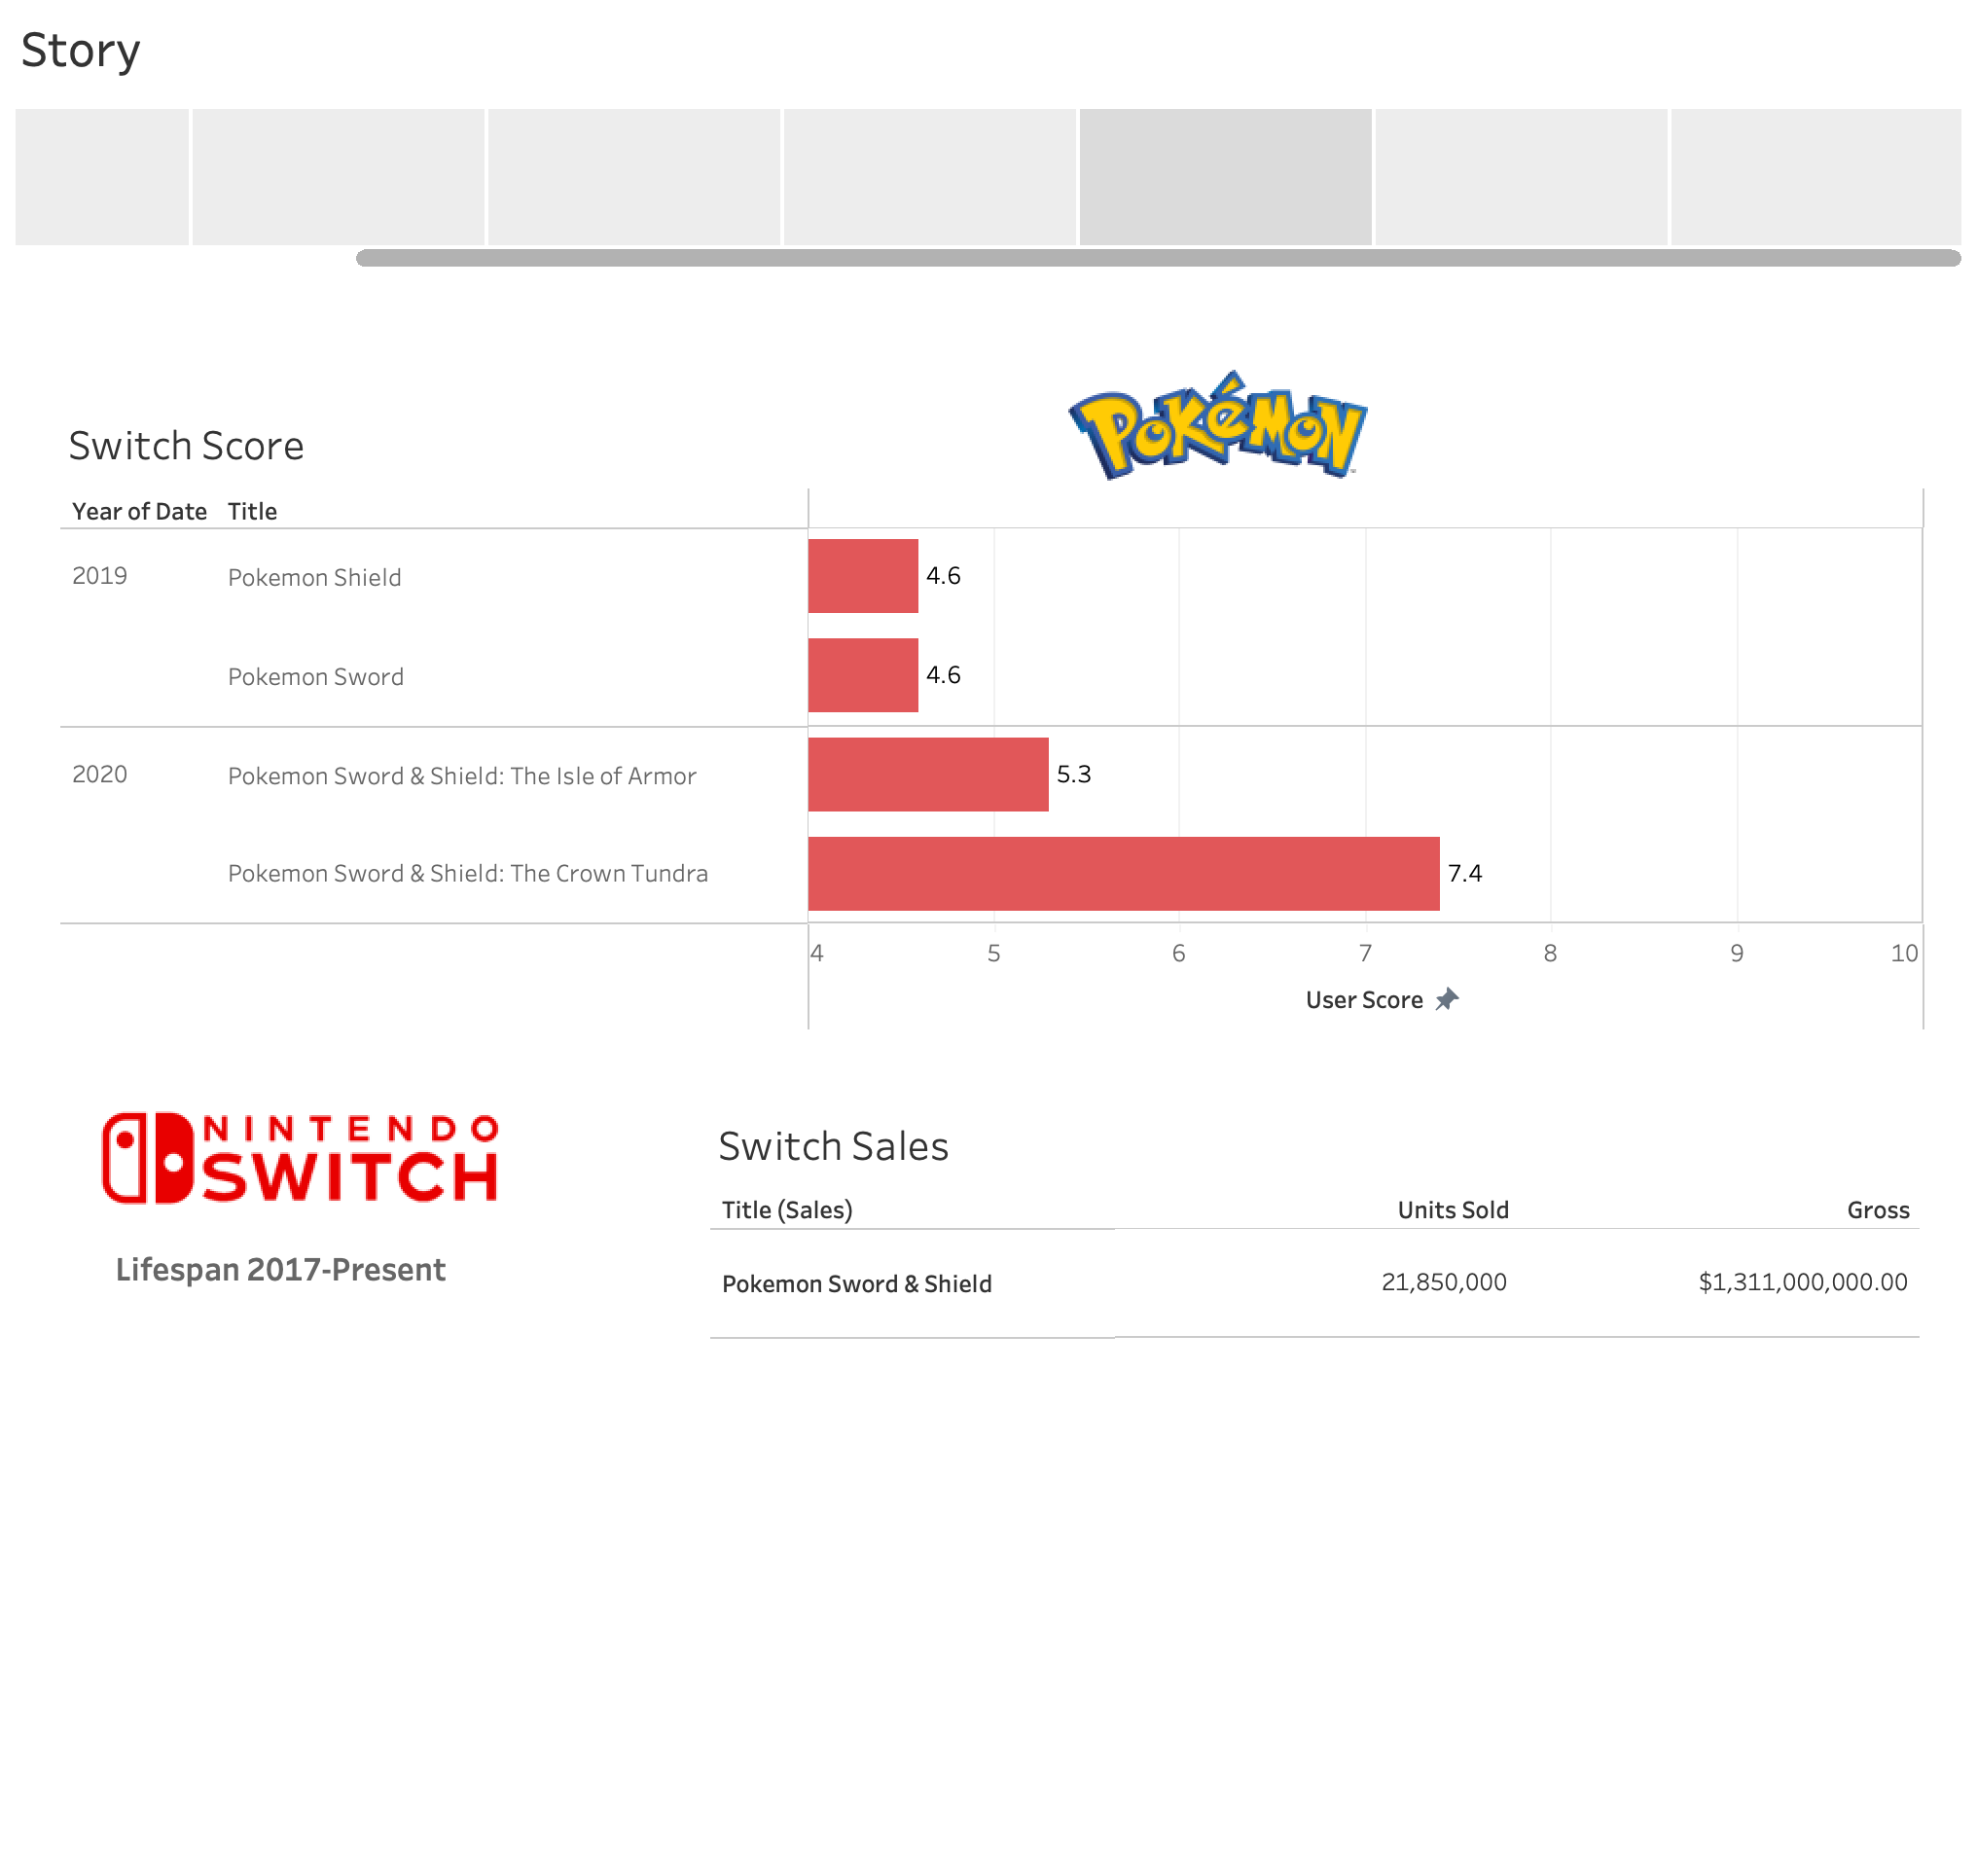 Story
POKéMON
Switch Score
Year of Date Title
2019 Pokemon Shield 4.6
Pokemon Sword 4.6
2020 Pokemon Sword & Shield: The Isle of Armor 5.3
Pokemon Sword & Shield: The Crown Tundra 7.4
4 5 6 7 8 9 10
User Score
NINTENDO
SWITCH
Lifespan 2017-Present
Switch Sales
Title (Sales) Units Sold Gross
Pokemon Sword & Shield 21,850,000 $1,311,000,000.00